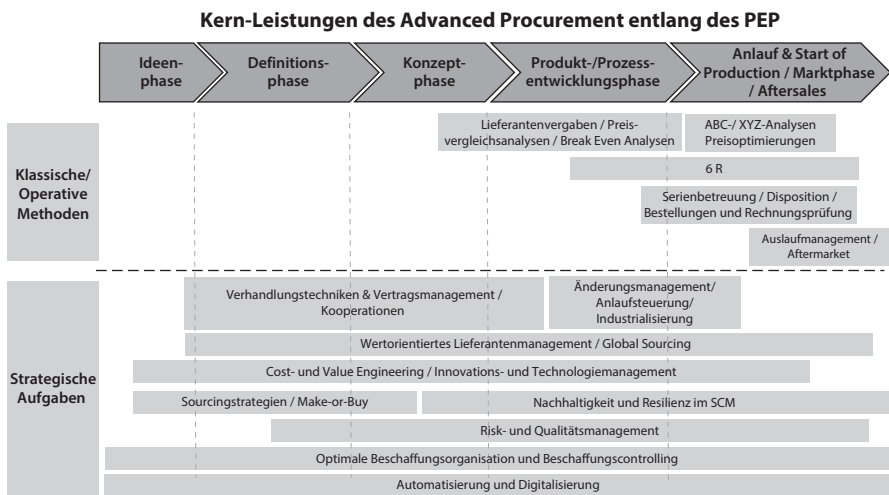 Kern-Leistungen des Advanced Procurement entlang des PEP
Ideen-
phase
Definitions-
phase
Konzept-
phase
Produkt-/Prozess-
entwicklungsphase
Anlauf & Start of
Production / Marktphase
/ Aftersales
Klassische/
Operative
Methoden
Lieferantenvergaben / Preis-
vergleichsanalysen / Break Even Analysen
ABC-/ XYZ-Analysen
Preisoptimierungen
6 R
Serienbetreuung / Disposition /
Bestellungen und Rechnungsprüfung
Auslaufmanagement /
Aftermarket
Strategische
Aufgaben
Verhandlungstechniken & Vertragsmanagement /
Kooperationen
Änderungsmanagement/
Anlaufsteuerung/
Industrialisierung
Wertorientiertes Lieferantenmanagement / Global Sourcing
Cost- und Value Engineering / Innovations- und Technologiemanagement
Sourcingstrategien / Make-or-Buy
Nachhaltigkeit und Resilienz im SCM
Risk- und Qualitätsmanagement
Optimale Beschaffungsorganisation und Beschaffungscontrolling
Automatisierung und Digitalisierung